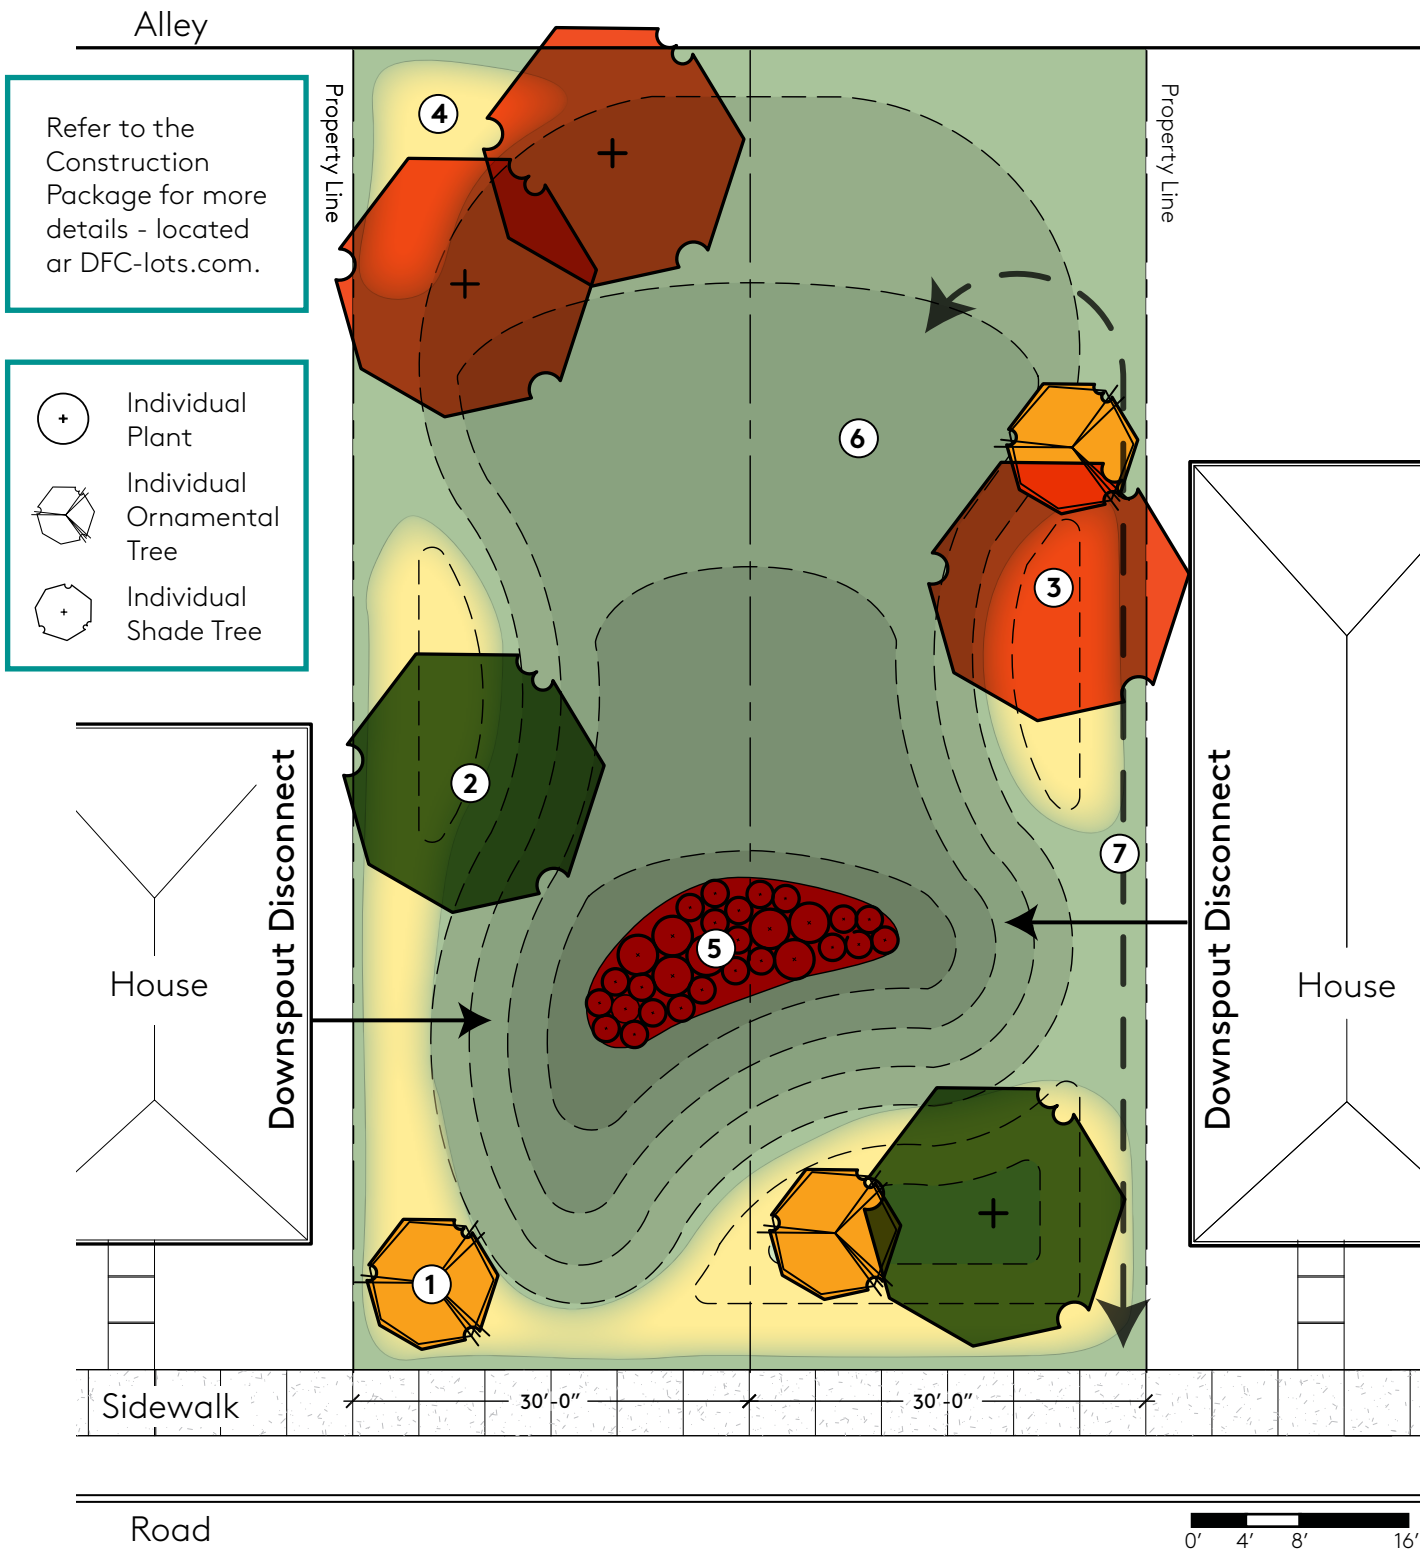 Alley
Refer to the
Construction
Package for more
details - located
ar DFC-lots.com.
Individual
Plant
Individual
Ornamental
Tree
Individual
Shade Tree
Property Line
Property Line
4
6
3
2
7
5
1
Downspout Disconnect
Downspout Disconnect
House
House
Sidewalk
30'-0"
30'-0"
Road
0' 4' 8' 16'